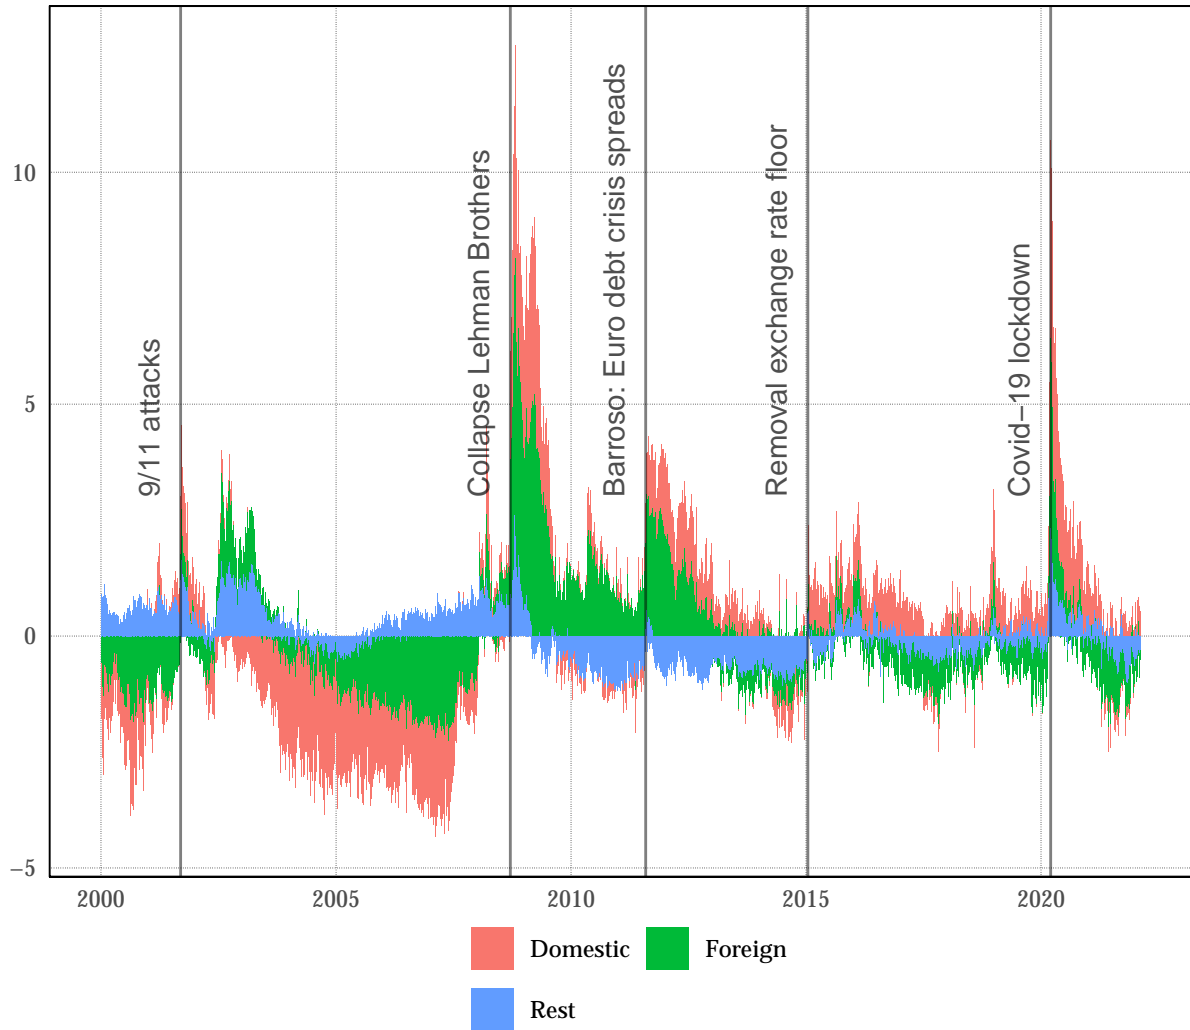 10
5
0
−5
9/11 attacks
Collapse Lehman Brothers
Barroso: Euro debt crisis spreads
Removal exchange rate floor
Covid−19 lockdown
2000
2005
2010
2015
2020
Domestic
Foreign
Rest